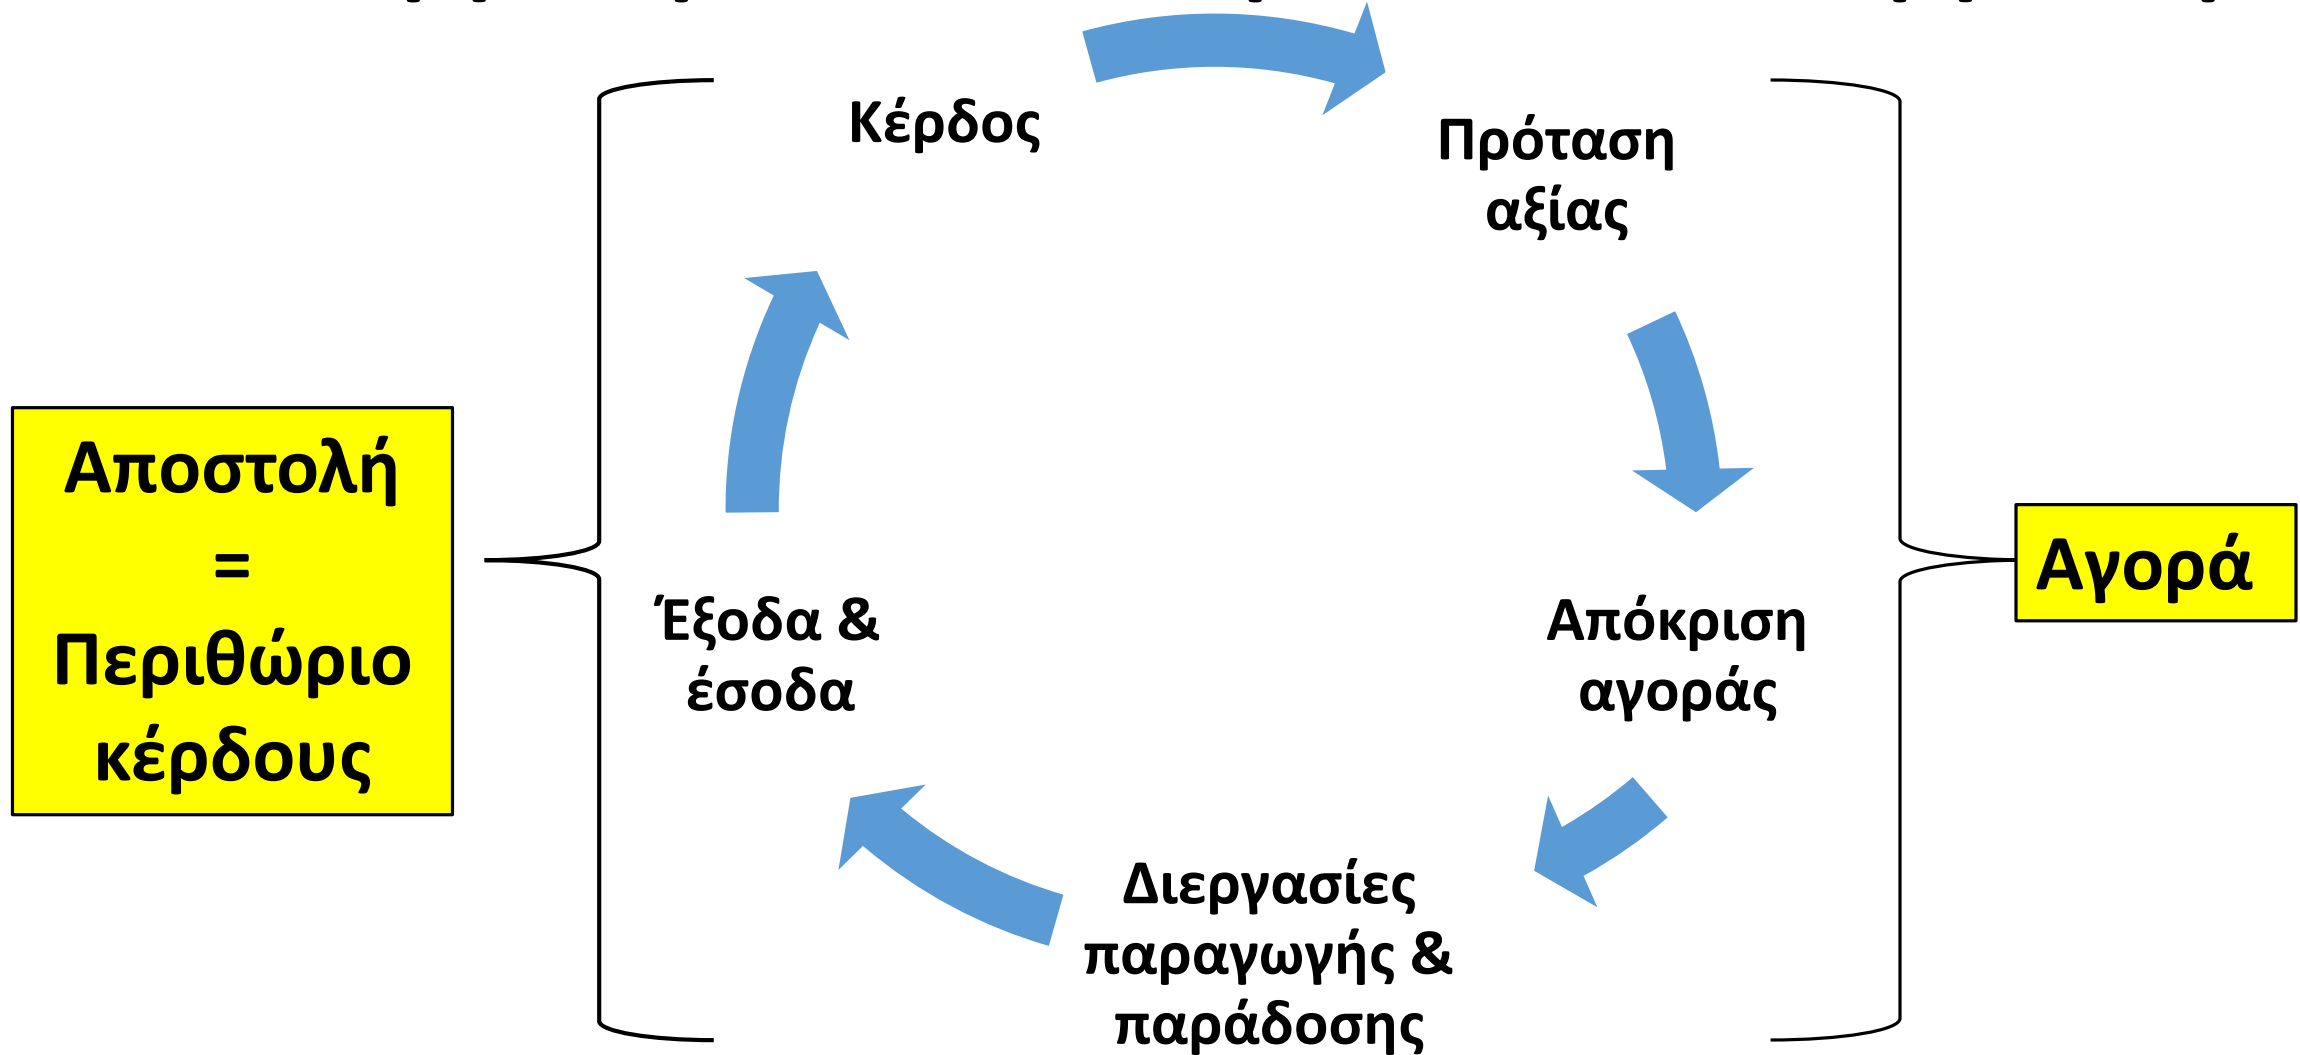 Κέρδος
Πρόταση
αξίας
Απόκριση
αγοράς
Διεργασίες
παραγωγής &
παράδοσης
Έξοδα &
έσοδα
Αποστολή
=
Περιθώριο
κέρδους
Αγορά